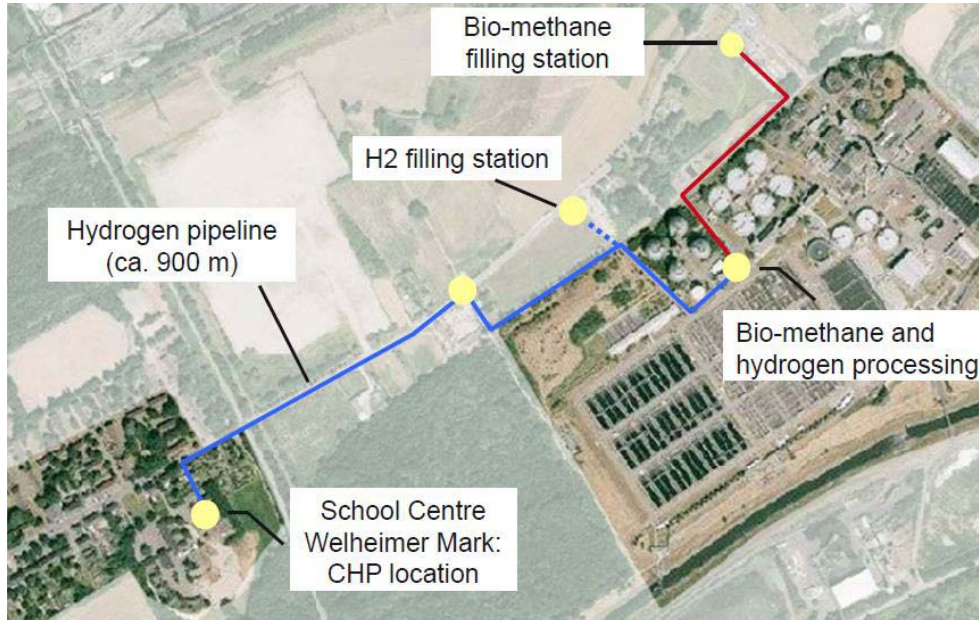 Bio-methane
filling station
H2 filling station
Hydrogen pipeline
(ca. 900 m)
Bio-methane and
hydrogen processing
School Centre
Welheimer Mark:
CHP location